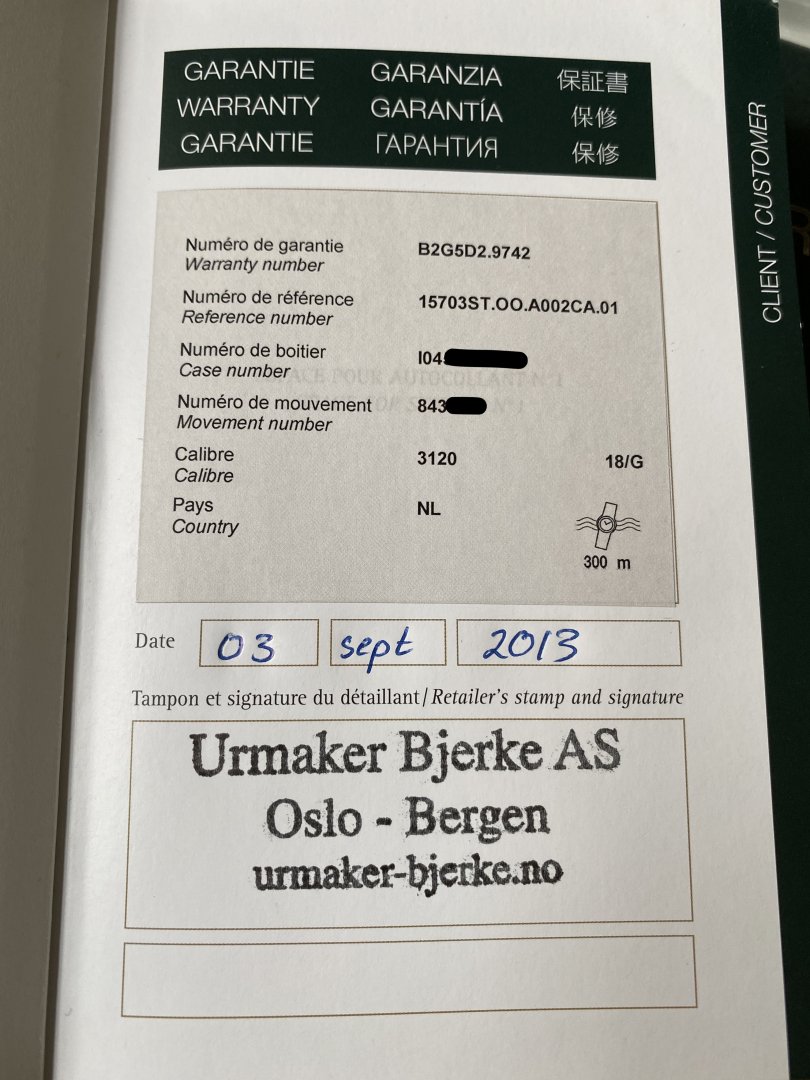 GARANTIE GARANZIA 保証書
WARRANTY GARANTÍA 保修
GARANTIE ГАРАНТИЯ 保修
CLIENT / CUSTOMER
Numéro de garantie B2G5D2.9742
Warranty number
Numéro de référence 15703ST.OO.A002CA.01
Reference number
Numéro de boitier I04
Case number
Numéro de mouvement 843
Movement number
Calibre 3120 18/G
Calibre
Pays NL
Country
300 m
Date 03 sept 2013
Tampon et signature du détaillant/Retailer's stamp and signature
Urmaker Bjerke AS
Oslo - Bergen
urmaker-bjerke.no